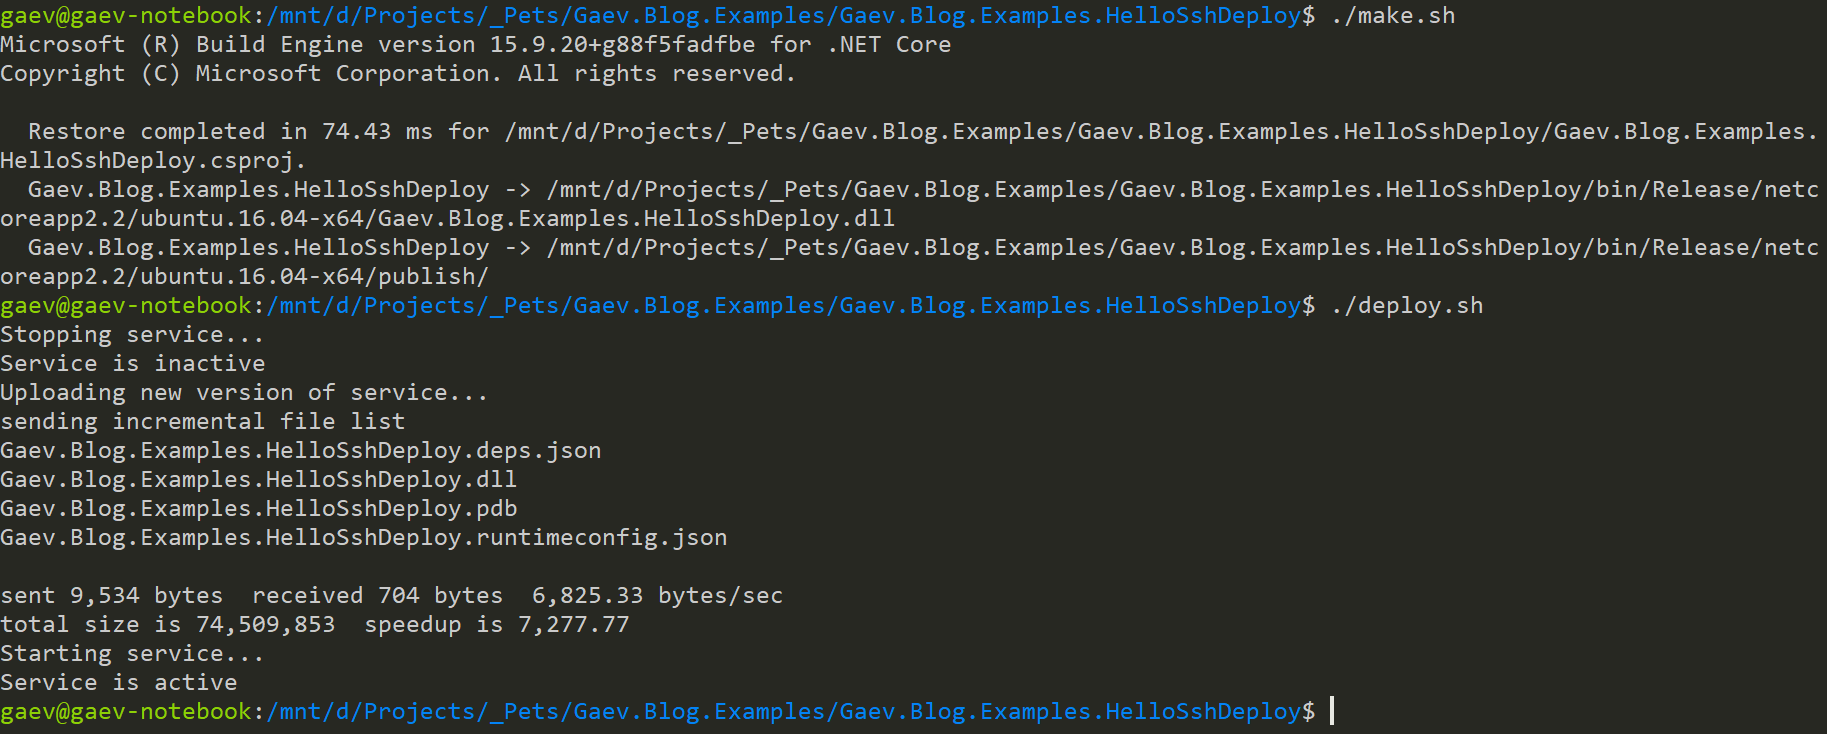 gaev@gaev-notebook:/mnt/d/Projects/_Pets/Gaev.Blog.Examples/Gaev.Blog.Examples.HelloSshDeploy$ ./make.sh
Microsoft (R) Build Engine version 15.9.20+g88f5fadfbe for .NET Core
Copyright (C) Microsoft Corporation. All rights reserved.

  Restore completed in 74.43 ms for /mnt/d/Projects/_Pets/Gaev.Blog.Examples/Gaev.Blog.Examples.HelloSshDeploy/Gaev.Blog.Examples.
HelloSshDeploy.csproj.
  Gaev.Blog.Examples.HelloSshDeploy -> /mnt/d/Projects/_Pets/Gaev.Blog.Examples/Gaev.Blog.Examples.HelloSshDeploy/bin/Release/netc
oreapp2.2/ubuntu.16.04-x64/Gaev.Blog.Examples.HelloSshDeploy.dll
  Gaev.Blog.Examples.HelloSshDeploy -> /mnt/d/Projects/_Pets/Gaev.Blog.Examples/Gaev.Blog.Examples.HelloSshDeploy/bin/Release/netc
oreapp2.2/ubuntu.16.04-x64/publish/
gaev@gaev-notebook:/mnt/d/Projects/_Pets/Gaev.Blog.Examples/Gaev.Blog.Examples.HelloSshDeploy$ ./deploy.sh
Stopping service...
Service is inactive
Uploading new version of service...
sending incremental file list
Gaev.Blog.Examples.HelloSshDeploy.deps.json
Gaev.Blog.Examples.HelloSshDeploy.dll
Gaev.Blog.Examples.HelloSshDeploy.pdb
Gaev.Blog.Examples.HelloSshDeploy.runtimeconfig.json

sent 9,534 bytes  received 704 bytes  6,825.33 bytes/sec
total size is 74,509,853  speedup is 7,277.77
Starting service...
Service is active
gaev@gaev-notebook:/mnt/d/Projects/_Pets/Gaev.Blog.Examples/Gaev.Blog.Examples.HelloSshDeploy$